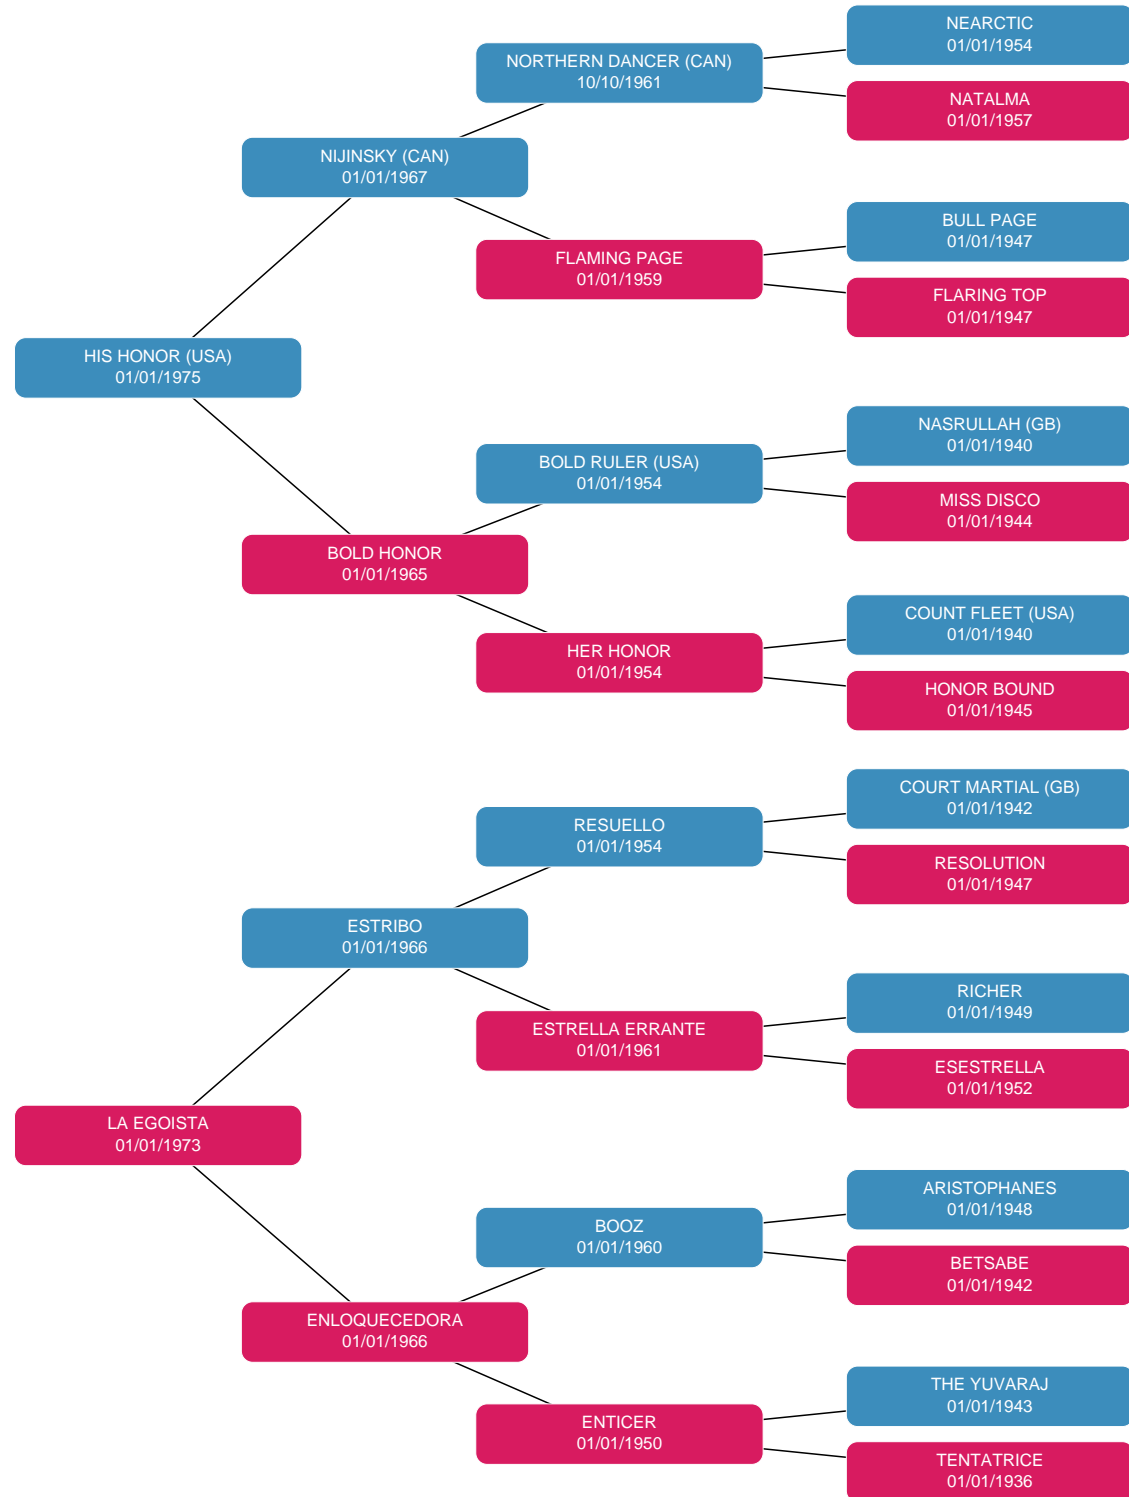 NEARCTIC
01/01/1954
NORTHERN DANCER (CAN)
10/10/1961
NATALMA
01/01/1957
NIJINSKY (CAN)
01/01/1967
BULL PAGE
01/01/1947
FLAMING PAGE
01/01/1959
FLARING TOP
01/01/1947
HIS HONOR (USA)
01/01/1975
NASRULLAH (GB)
01/01/1940
BOLD RULER (USA)
01/01/1954
MISS DISCO
01/01/1944
BOLD HONOR
01/01/1965
COUNT FLEET (USA)
01/01/1940
HER HONOR
01/01/1954
HONOR BOUND
01/01/1945
COURT MARTIAL (GB)
01/01/1942
RESUELLO
01/01/1954
RESOLUTION
01/01/1947
ESTRIBO
01/01/1966
RICHER
01/01/1949
ESTRELLA ERRANTE
01/01/1961
ESESTRELLA
01/01/1952
LA EGOISTA
01/01/1973
ARISTOPHANES
01/01/1948
BOOZ
01/01/1960
BETSABE
01/01/1942
ENLOQUECEDORA
01/01/1966
THE YUVARAJ
01/01/1943
ENTICER
01/01/1950
TENTATRICE
01/01/1936